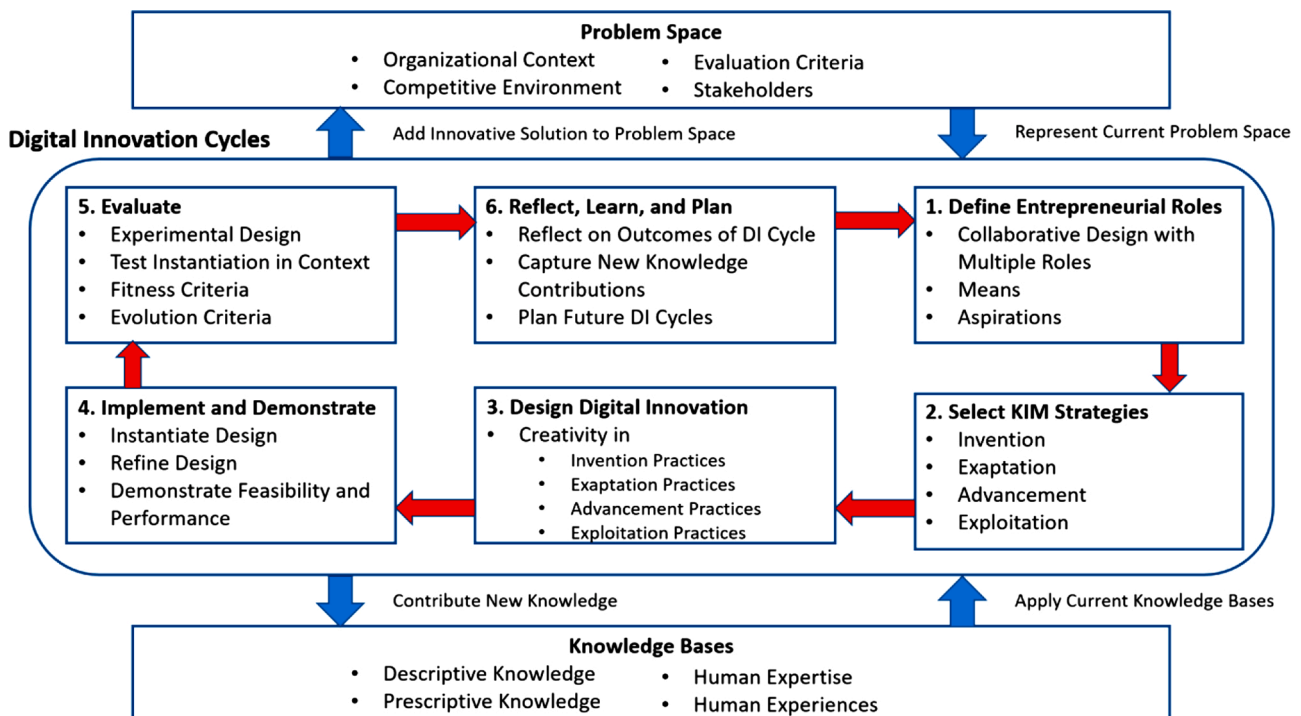 Problem Space
• Organizational Context
• Competitive Environment
• Evaluation Criteria
• Stakeholders
Add Innovative Solution to Problem Space
Represent Current Problem Space
Digital Innovation Cycles
5. Evaluate
• Experimental Design
• Test Instantiation in Context
• Fitness Criteria
• Evolution Criteria
6. Reflect, Learn, and Plan
• Reflect on Outcomes of DI Cycle
• Capture New Knowledge
Contributions
• Plan Future DI Cycles
1. Define Entrepreneurial Roles
• Collaborative Design with
Multiple Roles
• Means
• Aspirations
4. Implement and Demonstrate
• Instantiate Design
• Refine Design
• Demonstrate Feasibility and
Performance
3. Design Digital Innovation
• Creativity in
• Invention Practices
• Exaptation Practices
• Advancement Practices
• Exploitation Practices
2. Select KIM Strategies
• Invention
• Exaptation
• Advancement
• Exploitation
Contribute New Knowledge
Apply Current Knowledge Bases
Knowledge Bases
• Descriptive Knowledge
• Prescriptive Knowledge
• Human Expertise
• Human Experiences